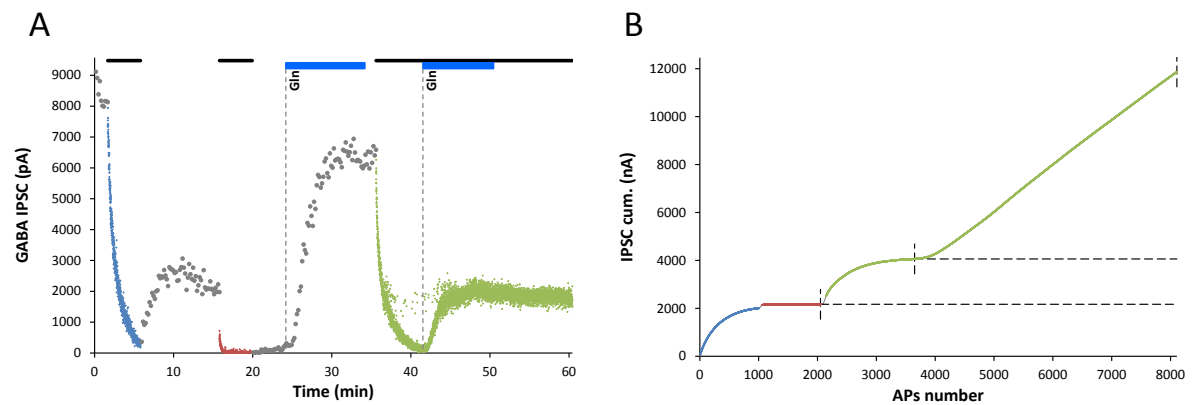 A
B
Gln
Gln
9000
8000
7000
6000
5000
4000
3000
2000
1000
0
GABA IPSC (pA)
0 10 20 30 40 50 60
Time (min)
12000
10000
8000
6000
4000
2000
0
IPSC cum. (nA)
0 1000 2000 3000 4000 5000 6000 7000 8000
APs number